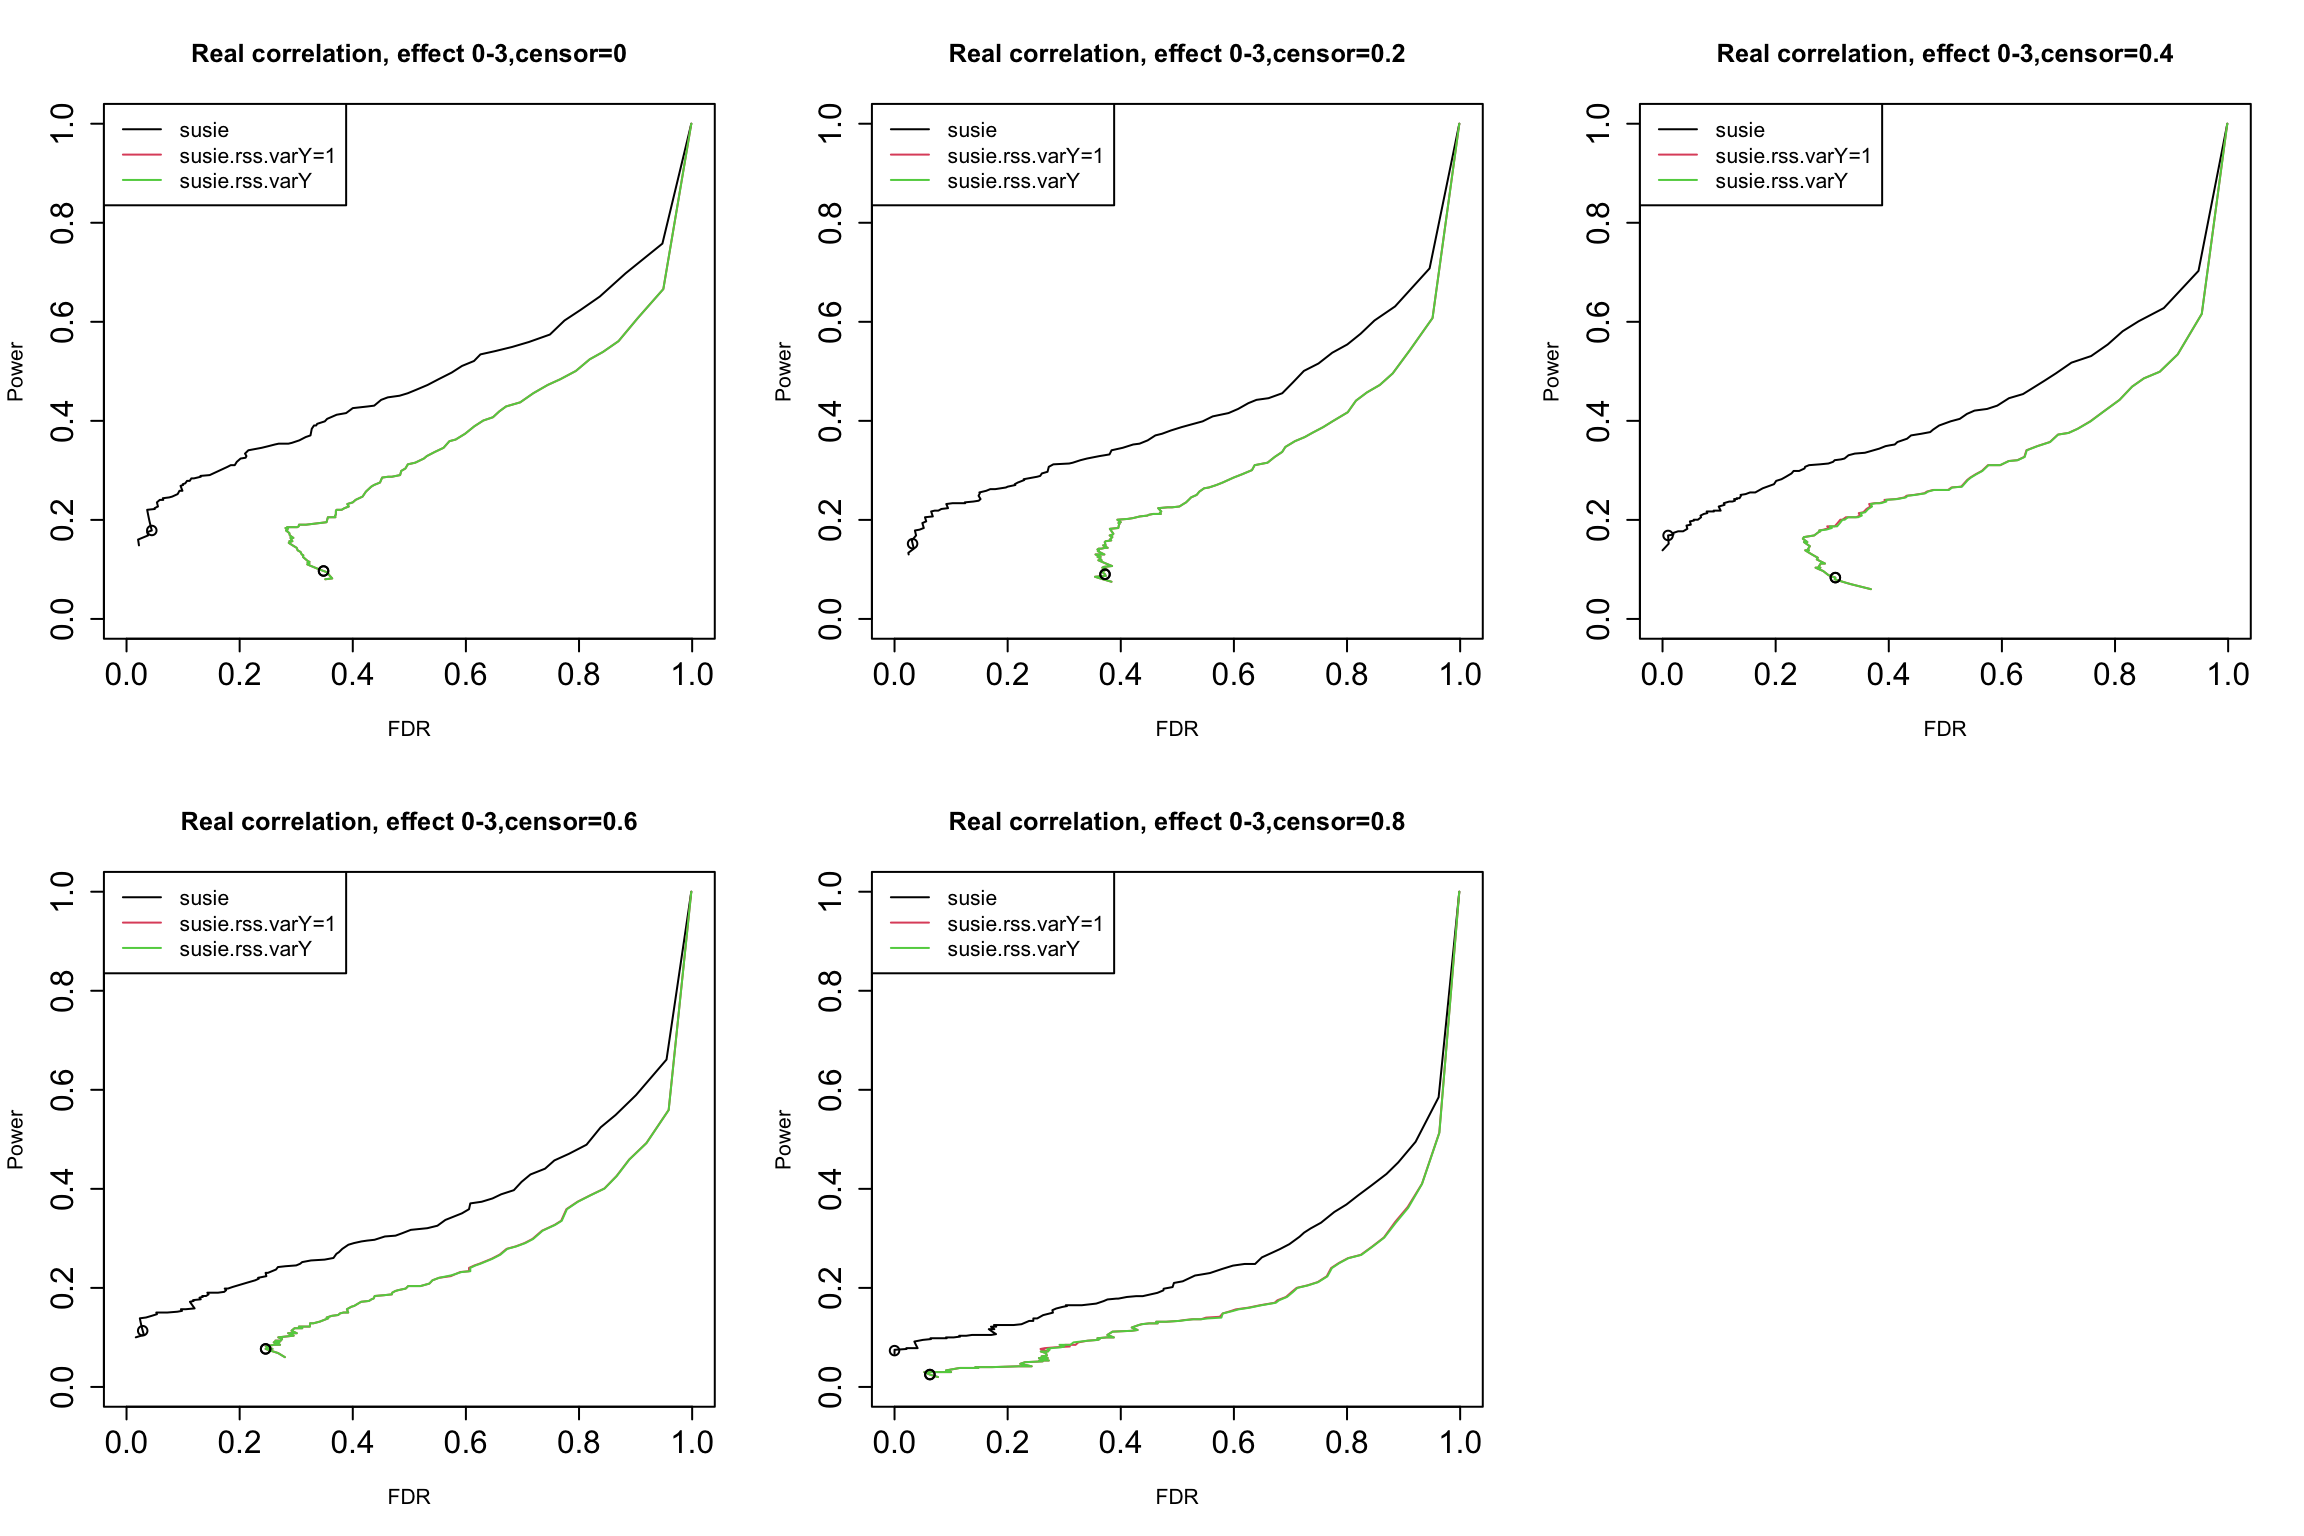 Real correlation, effect 0-3,censor=0
susie
susie.rss.varY=1
susie.rss.varY
Power
0.0 0.2 0.4 0.6 0.8 1.0
0.0 0.2 0.4 0.6 0.8 1.0
FDR
Real correlation, effect 0-3,censor=0.2
susie
susie.rss.varY=1
susie.rss.varY
Power
0.0 0.2 0.4 0.6 0.8 1.0
0.0 0.2 0.4 0.6 0.8 1.0
FDR
Real correlation, effect 0-3,censor=0.4
susie
susie.rss.varY=1
susie.rss.varY
Power
0.0 0.2 0.4 0.6 0.8 1.0
0.0 0.2 0.4 0.6 0.8 1.0
FDR
Real correlation, effect 0-3,censor=0.6
susie
susie.rss.varY=1
susie.rss.varY
Power
0.0 0.2 0.4 0.6 0.8 1.0
0.0 0.2 0.4 0.6 0.8 1.0
FDR
Real correlation, effect 0-3,censor=0.8
susie
susie.rss.varY=1
susie.rss.varY
Power
0.0 0.2 0.4 0.6 0.8 1.0
0.0 0.2 0.4 0.6 0.8 1.0
FDR